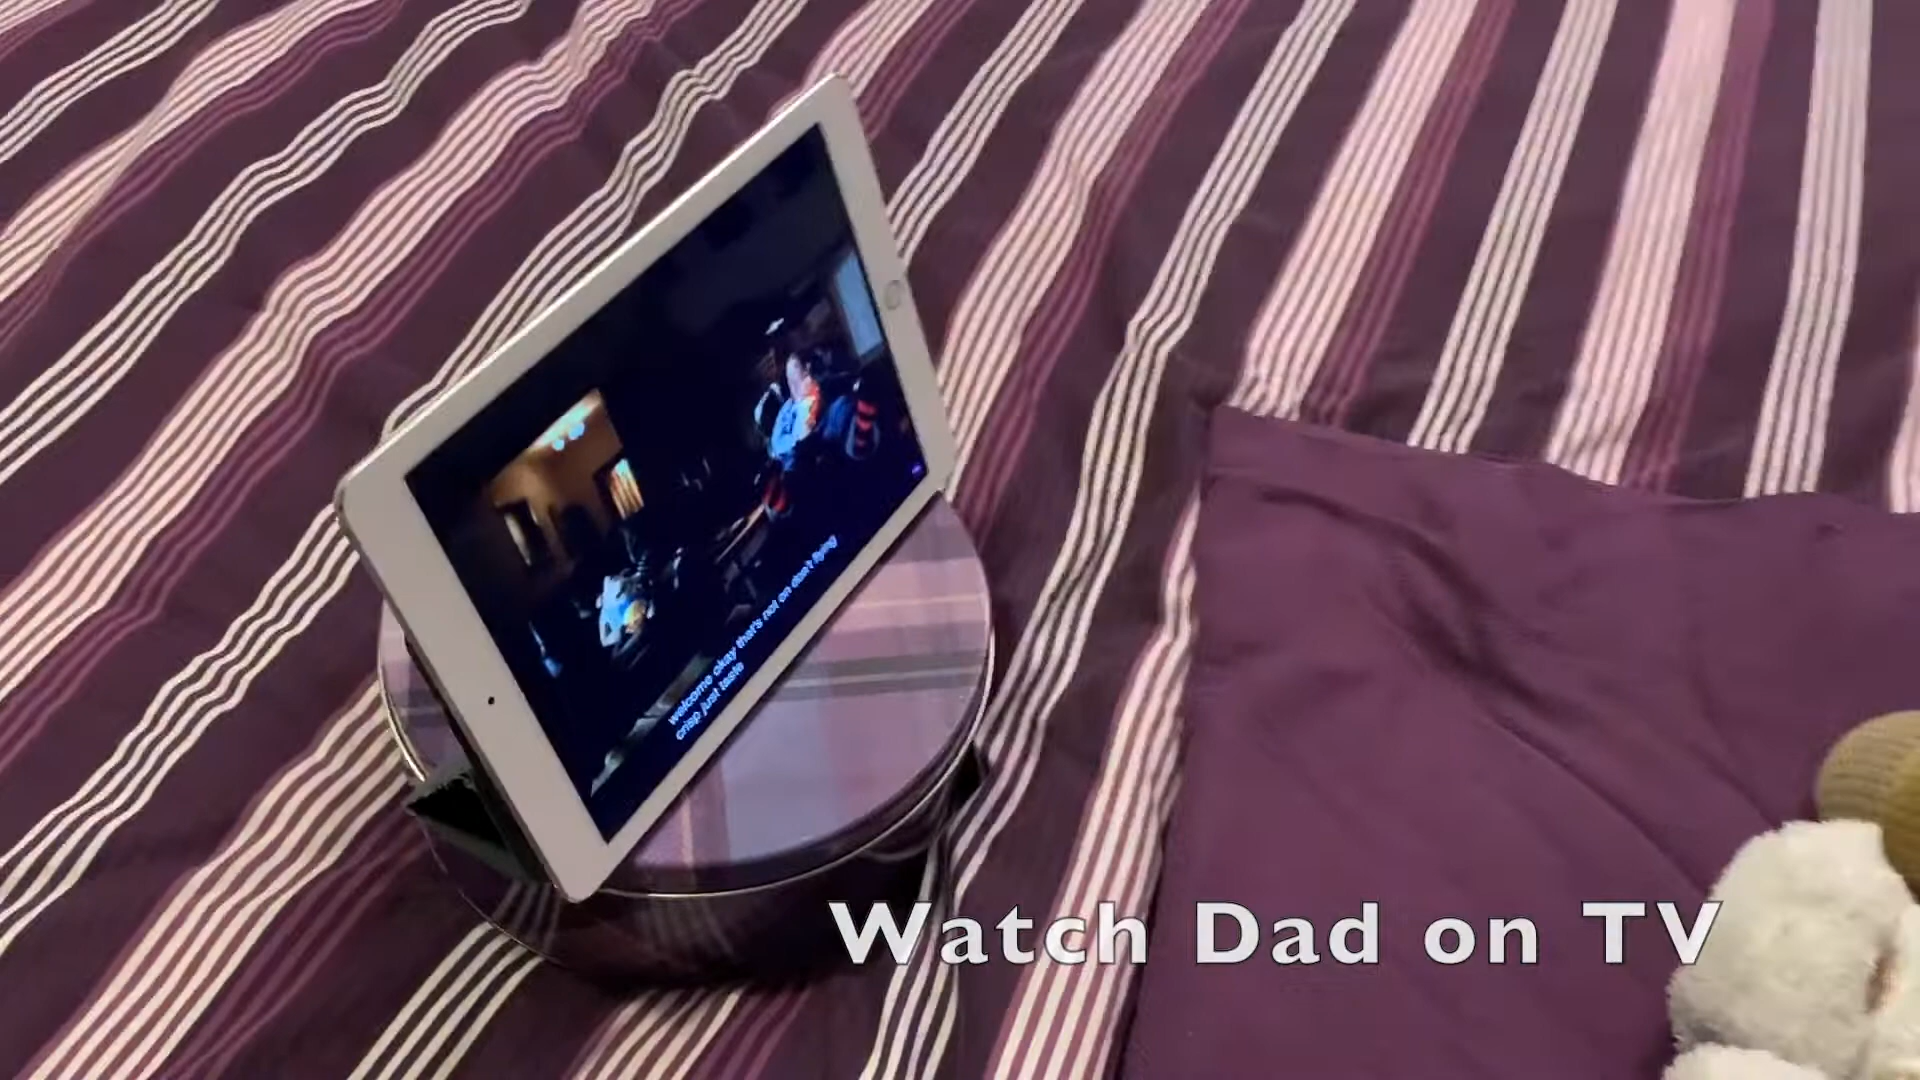 welcome okay that's not on don't flying
crisp just taste
Watch Dad on TV